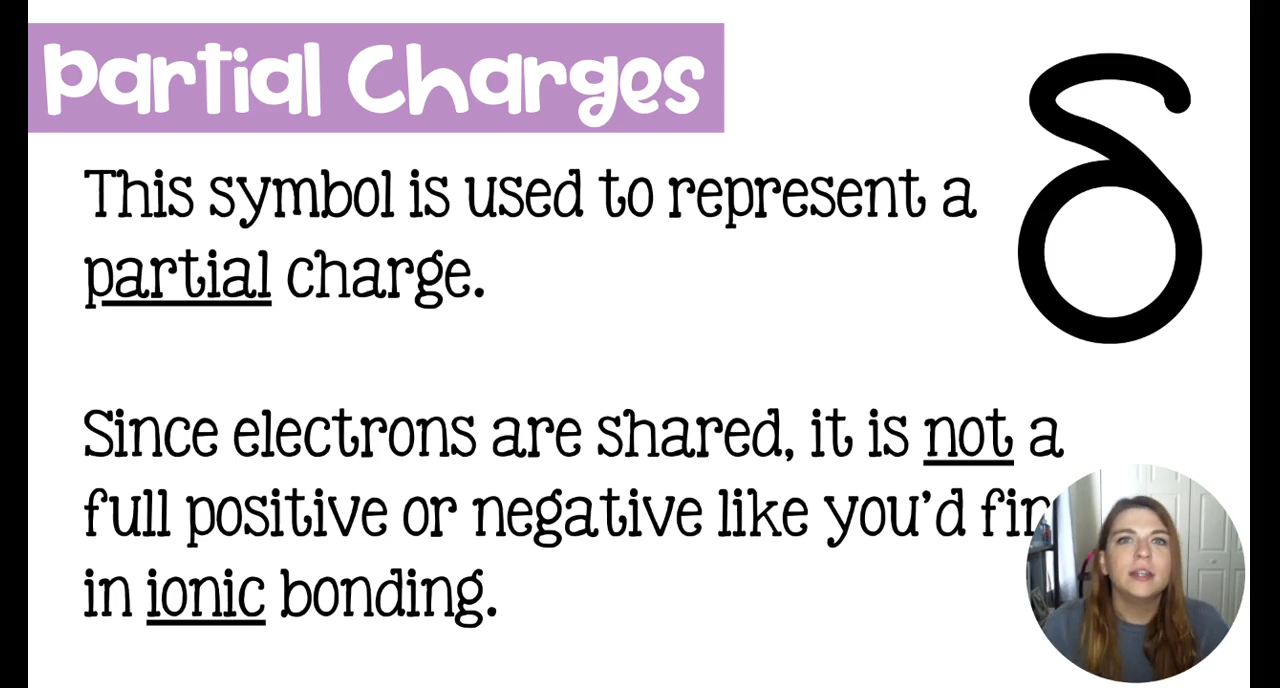 Partial Charges
δ
This symbol is used to represent a
partial charge.
Since electrons are shared, it is not a
full positive or negative like you'd
in ionic bonding.